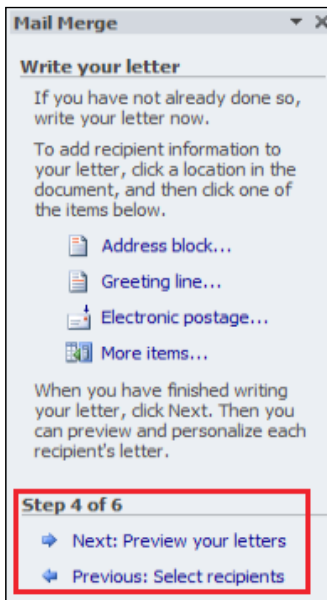 Mail Merge
Write your letter
If you have not already done so,
write your letter now.
To add recipient information to
your letter, click a location in the
document, and then click one of
the items below.
Address block...
Greeting line...
Electronic postage...
More items...
When you have finished writing
your letter, click Next. Then you
can preview and personalize each
recipient's letter.
Step 4 of 6
Next: Preview your letters
Previous: Select recipients